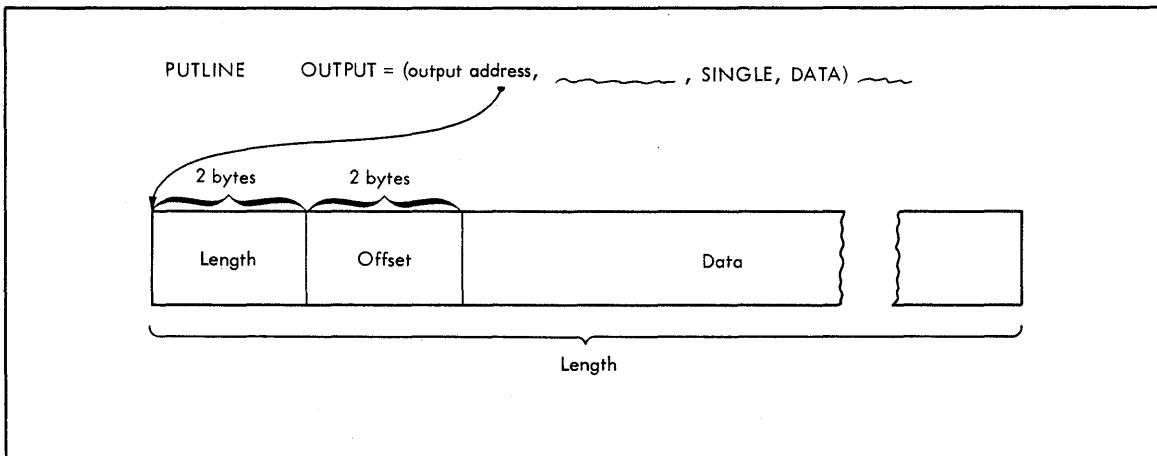 PUTLINE OUTPUT = (output address, , SINGLE, DATA)
2 bytes 2 bytes
Length Offset Data
Length